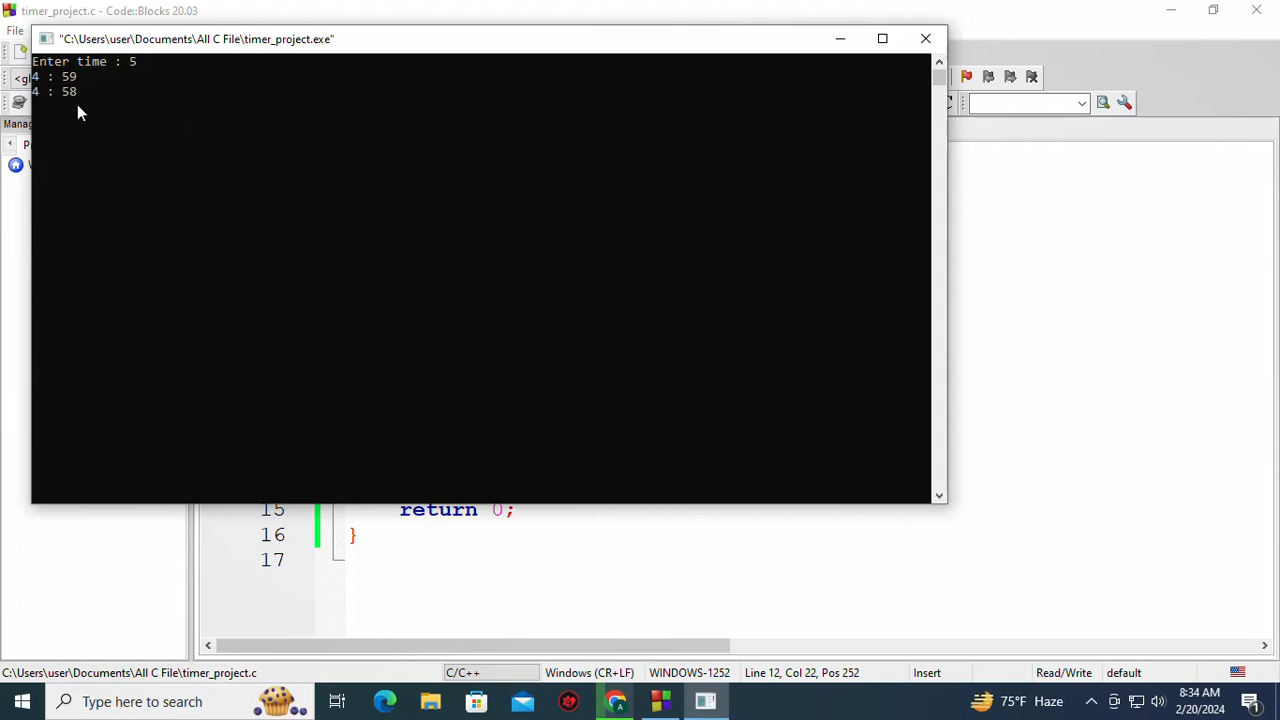 timer_project.c - Code::Blocks 20.03
File
"C:\Users\user\Documents\All C File\timer_project.exe"
Enter time : 5
4 : 59
4 : 58
<gl
Manag
15 return 0;
16 }
17
C:\Users\user\Documents\All C File\timer_project.c C/C++ Windows (CR+LF) WINDOWS-1252 Line 12, Col 22, Pos 252 Insert Read/Write default
Type here to search
75°F Haze
8:34 AM
2/20/2024
1